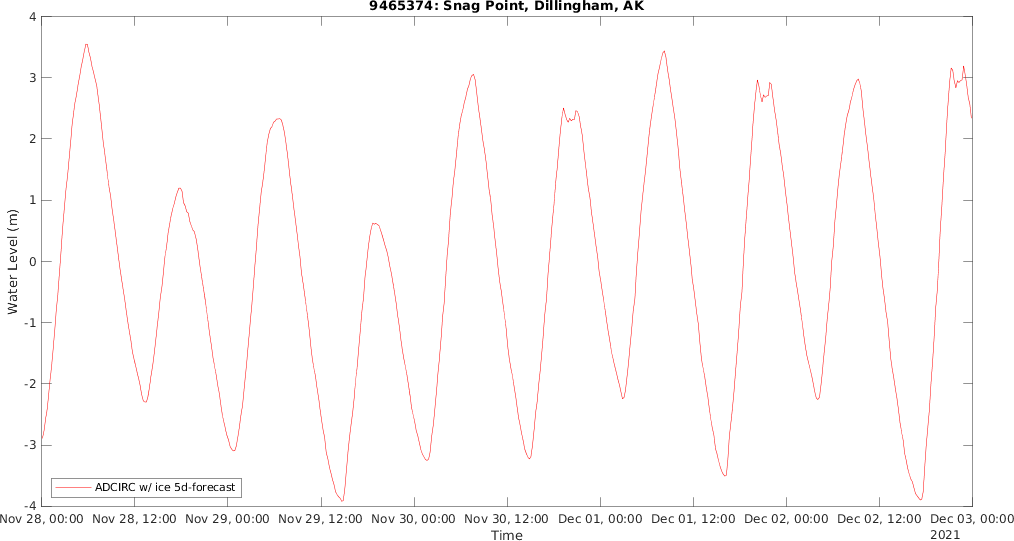 9465374: Snag Point, Dillingham, AK
4
3
2
1
0
-1
-2
-3
-4
Water Level (m)
ADCIRC w/ ice 5d-forecast
Nov 28, 00:00 Nov 28, 12:00 Nov 29, 00:00 Nov 29, 12:00 Nov 30, 00:00 Nov 30, 12:00 Dec 01, 00:00 Dec 01, 12:00 Dec 02, 00:00 Dec 02, 12:00 Dec 03, 00:00
Time
2021